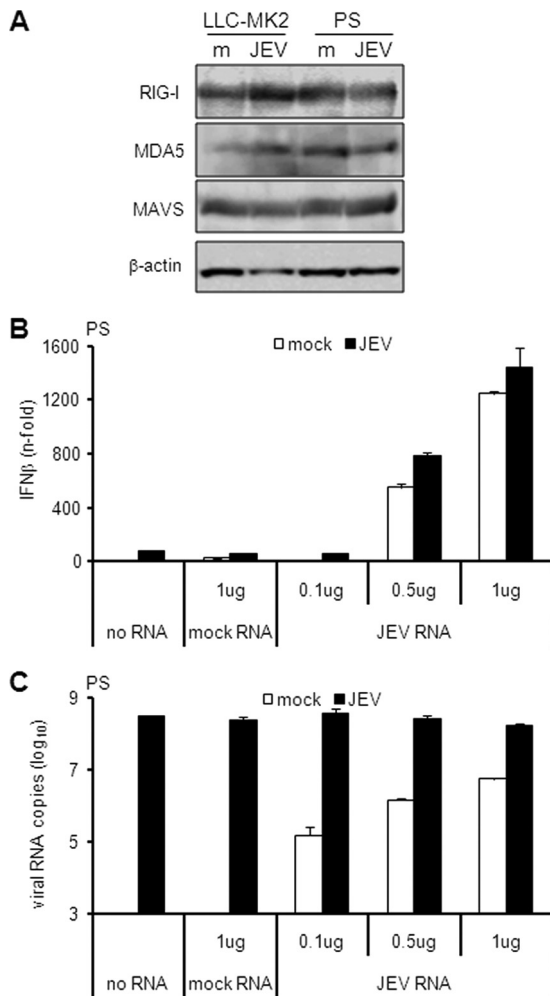 A
LLC-MK2 PS
m JEV m JEV
RIG-I
MDA5
MAVS
β-actin
B
PS
mock JEV
IFNβ (n-fold)
1600
1200
800
400
0
1ug 0.1ug 0.5ug 1ug
no RNA mock RNA JEV RNA
C
PS
mock JEV
viral RNA copies (log10)
9
7
5
3
1ug 0.1ug 0.5ug 1ug
no RNA mock RNA JEV RNA